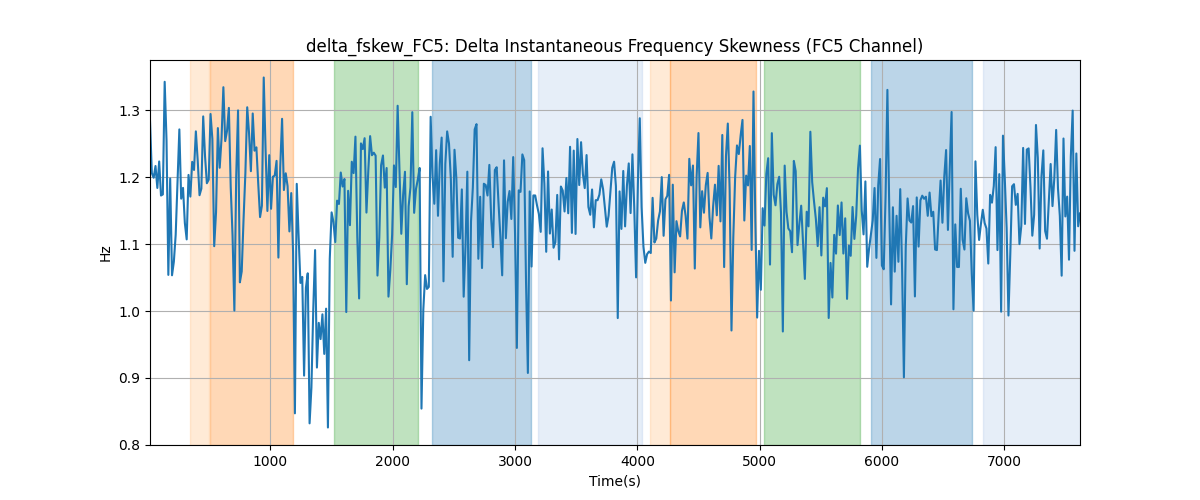 delta_fskew_FC5: Delta Instantaneous Frequency Skewness (FC5 Channel)
Hz
1.3
1.2
1.1
1.0
0.9
0.8
1000 2000 3000 4000 5000 6000 7000
Time(s)